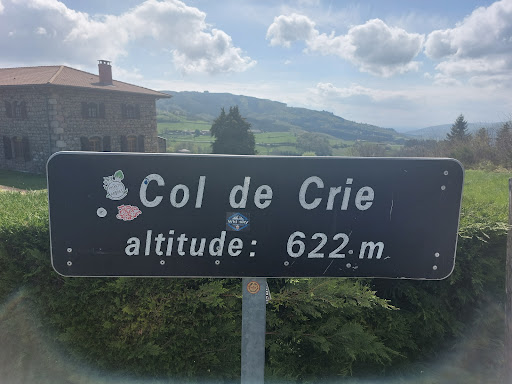 Col de Crie
altitude: 622 m